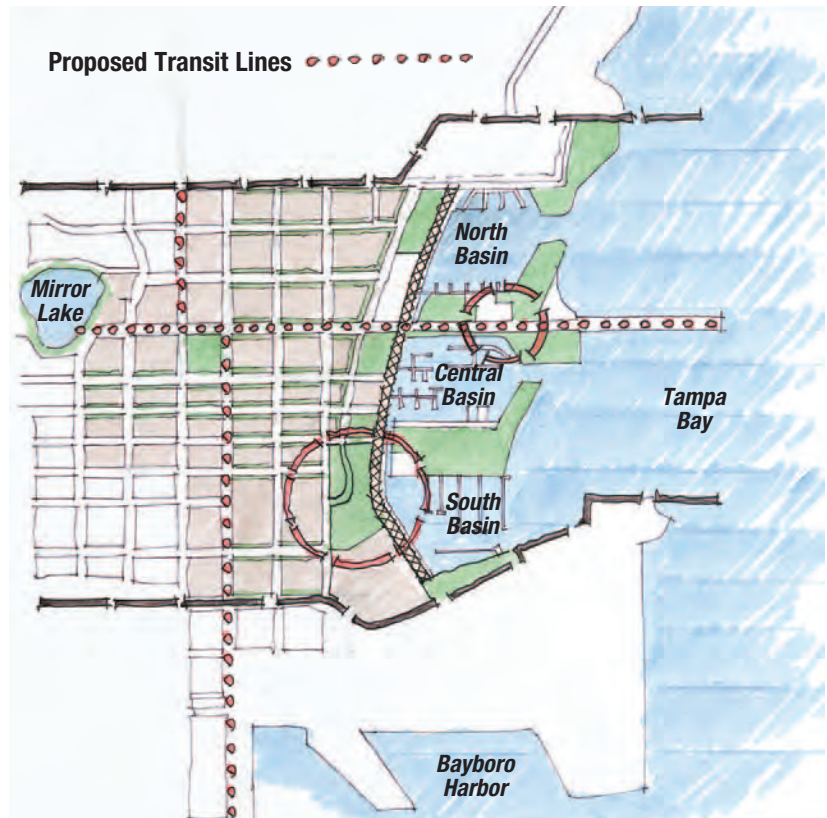 Proposed Transit Lines
North
Basin
Mirror
Lake
Central
Basin
Tampa
Bay
South
Basin
Bayboro
Harbor